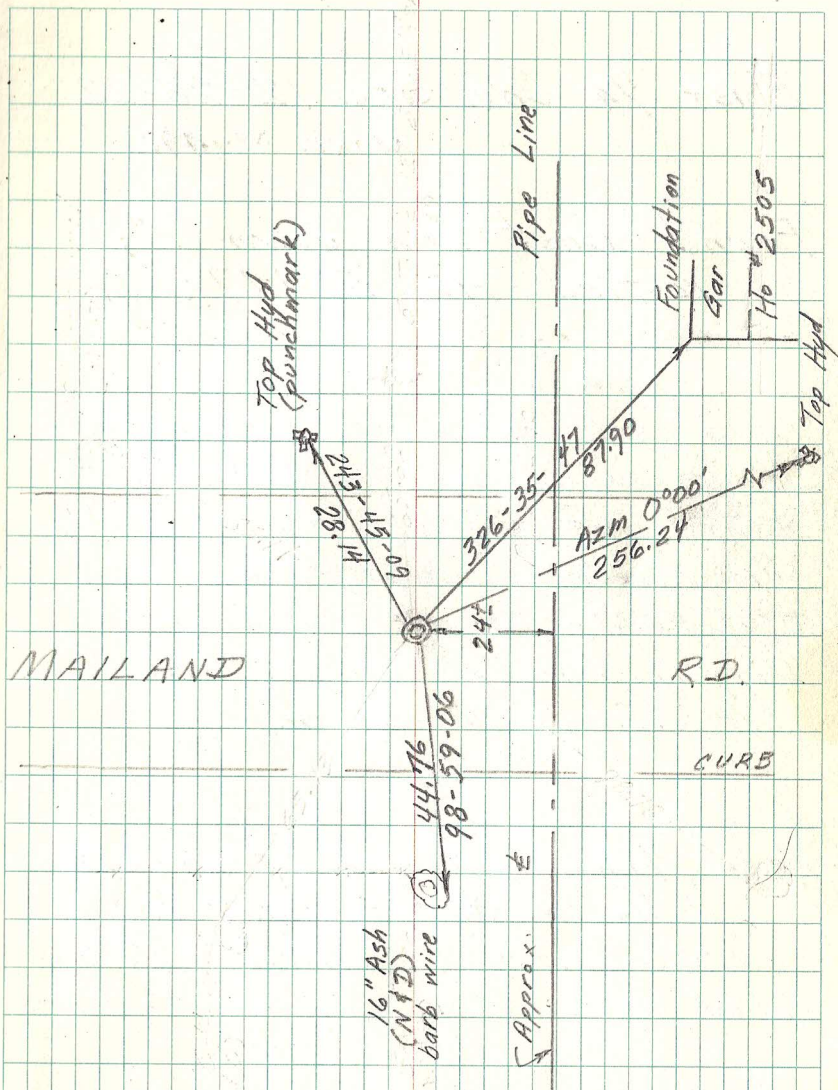 Top Hyd
(punchmark)
243-45-09
28.14
Pipe Line
Foundation
Gar
Ho #2505
326-35-47
87.90
Azm 0°00'
256.24
N
Top Hyd
24±
MAILAND RD.
44.76
98-59-06
CURB
16" Ash
(N&D)
barb wire
Approx. ℄